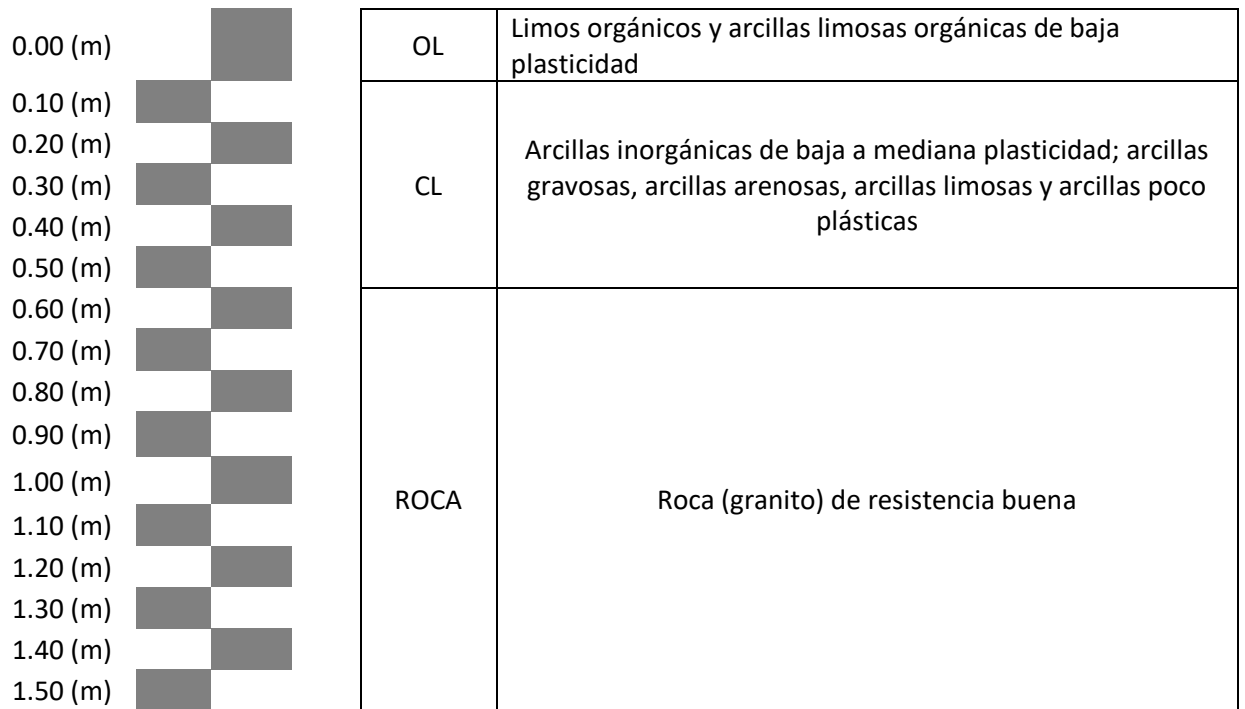 0.00 (m)
OL
Limos orgánicos y arcillas limosas orgánicas de baja
plasticidad
0.10 (m)
0.20 (m)
0.30 (m)
0.40 (m)
0.50 (m)
CL
Arcillas inorgánicas de baja a mediana plasticidad; arcillas
gravosas, arcillas arenosas, arcillas limosas y arcillas poco
plásticas
0.60 (m)
0.70 (m)
0.80 (m)
0.90 (m)
1.00 (m)
1.10 (m)
1.20 (m)
1.30 (m)
1.40 (m)
1.50 (m)
ROCA
Roca (granito) de resistencia buena